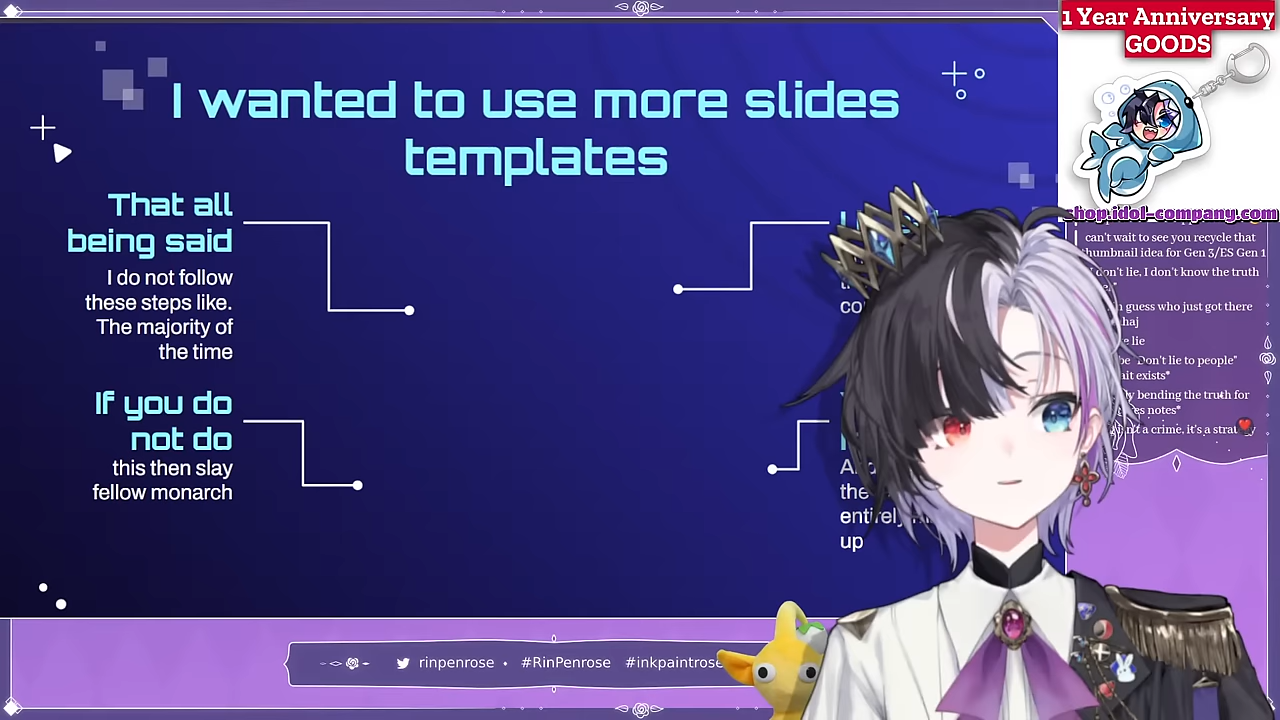 I wanted to use more slides
templates
That all
being said
I do not follow
these steps like.
The majority of
the time
If you do
not do
this then slay
fellow monarch
the
entirely
up
rinpenrose • #RinPenrose #inkpaintrose
1 Year Anniversary
GOODS
shop.idol-company.com
can't wait to see you recycle that
thumbnail idea for Gen 3/ES Gen 1
don't lie, I don't know the truth
guess who just got there
lie
"Don't lie to people"
exists*
bending the truth for
notes*
a crime, it's a strategy